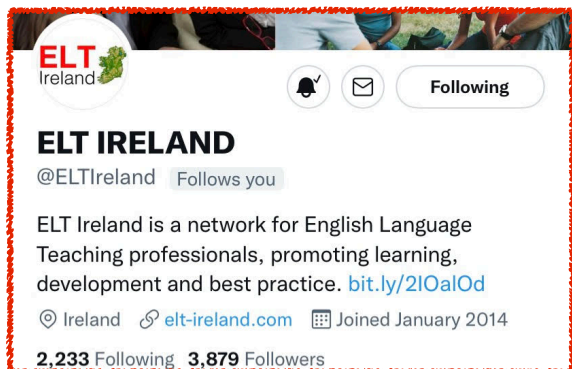 ELT
Ireland
Following
ELT IRELAND
@ELTIreland Follows you
ELT Ireland is a network for English Language
Teaching professionals, promoting learning,
development and best practice. bit.ly/2IOalOd
Ireland elt-ireland.com Joined January 2014
2,233 Following 3,879 Followers